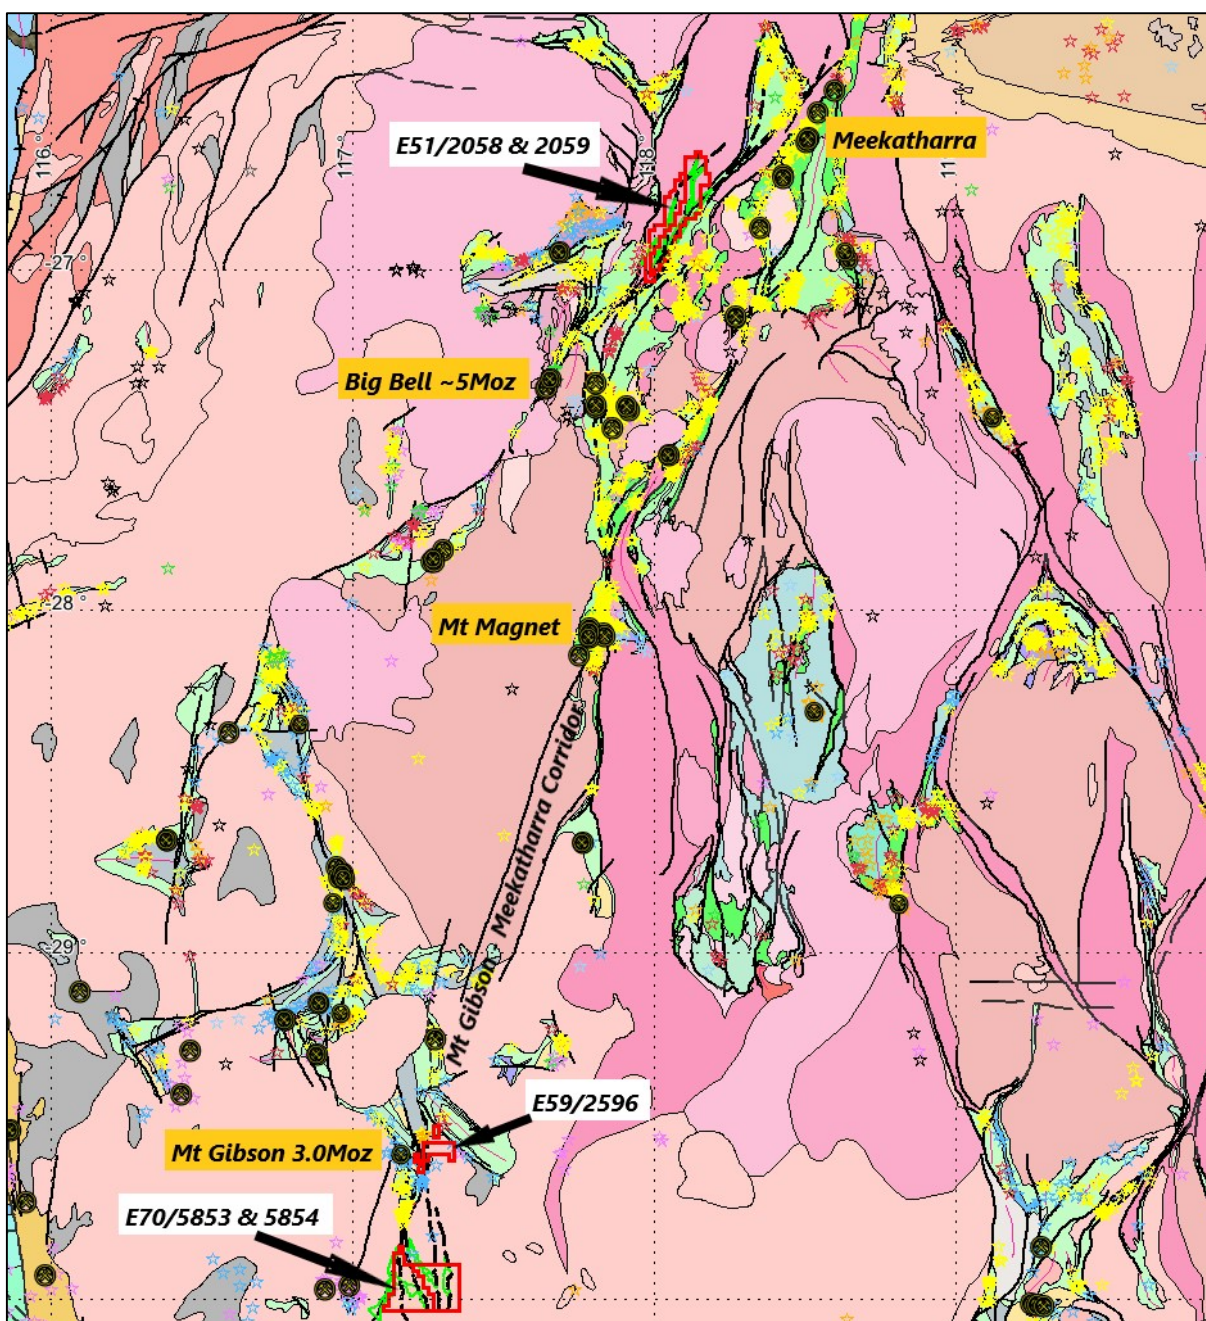 116 °
117 °
118 °
11
E51/2058 & 2059
Meekatharra
-27 °
Big Bell ~5Moz
-28 °
Mt Magnet
Mt Gibson Meekatharra Corridor
-29 °
E59/2596
Mt Gibson 3.0Moz
E70/5853 & 5854